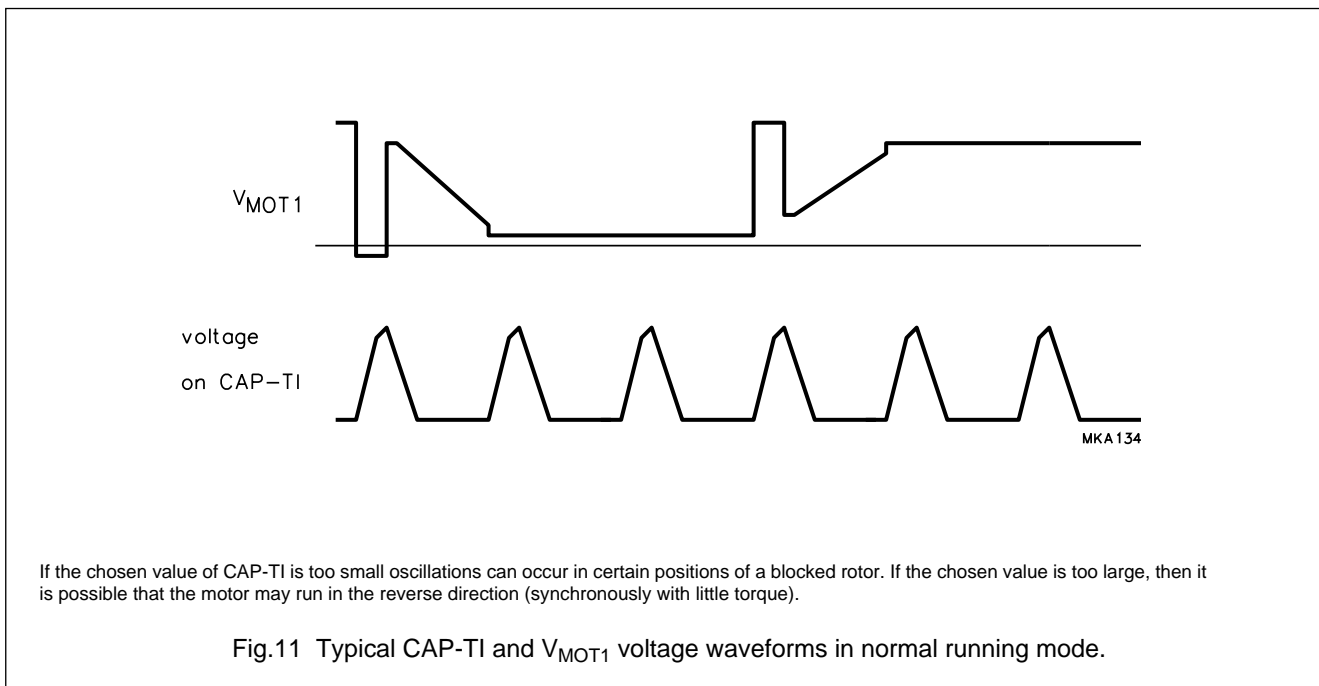 VMOT1
voltage
on CAP-TI
MKA134
If the chosen value of CAP-TI is too small oscillations can occur in certain positions of a blocked rotor. If the chosen value is too large, then it
is possible that the motor may run in the reverse direction (synchronously with little torque).
Fig.11 Typical CAP-TI and VMOT1 voltage waveforms in normal running mode.